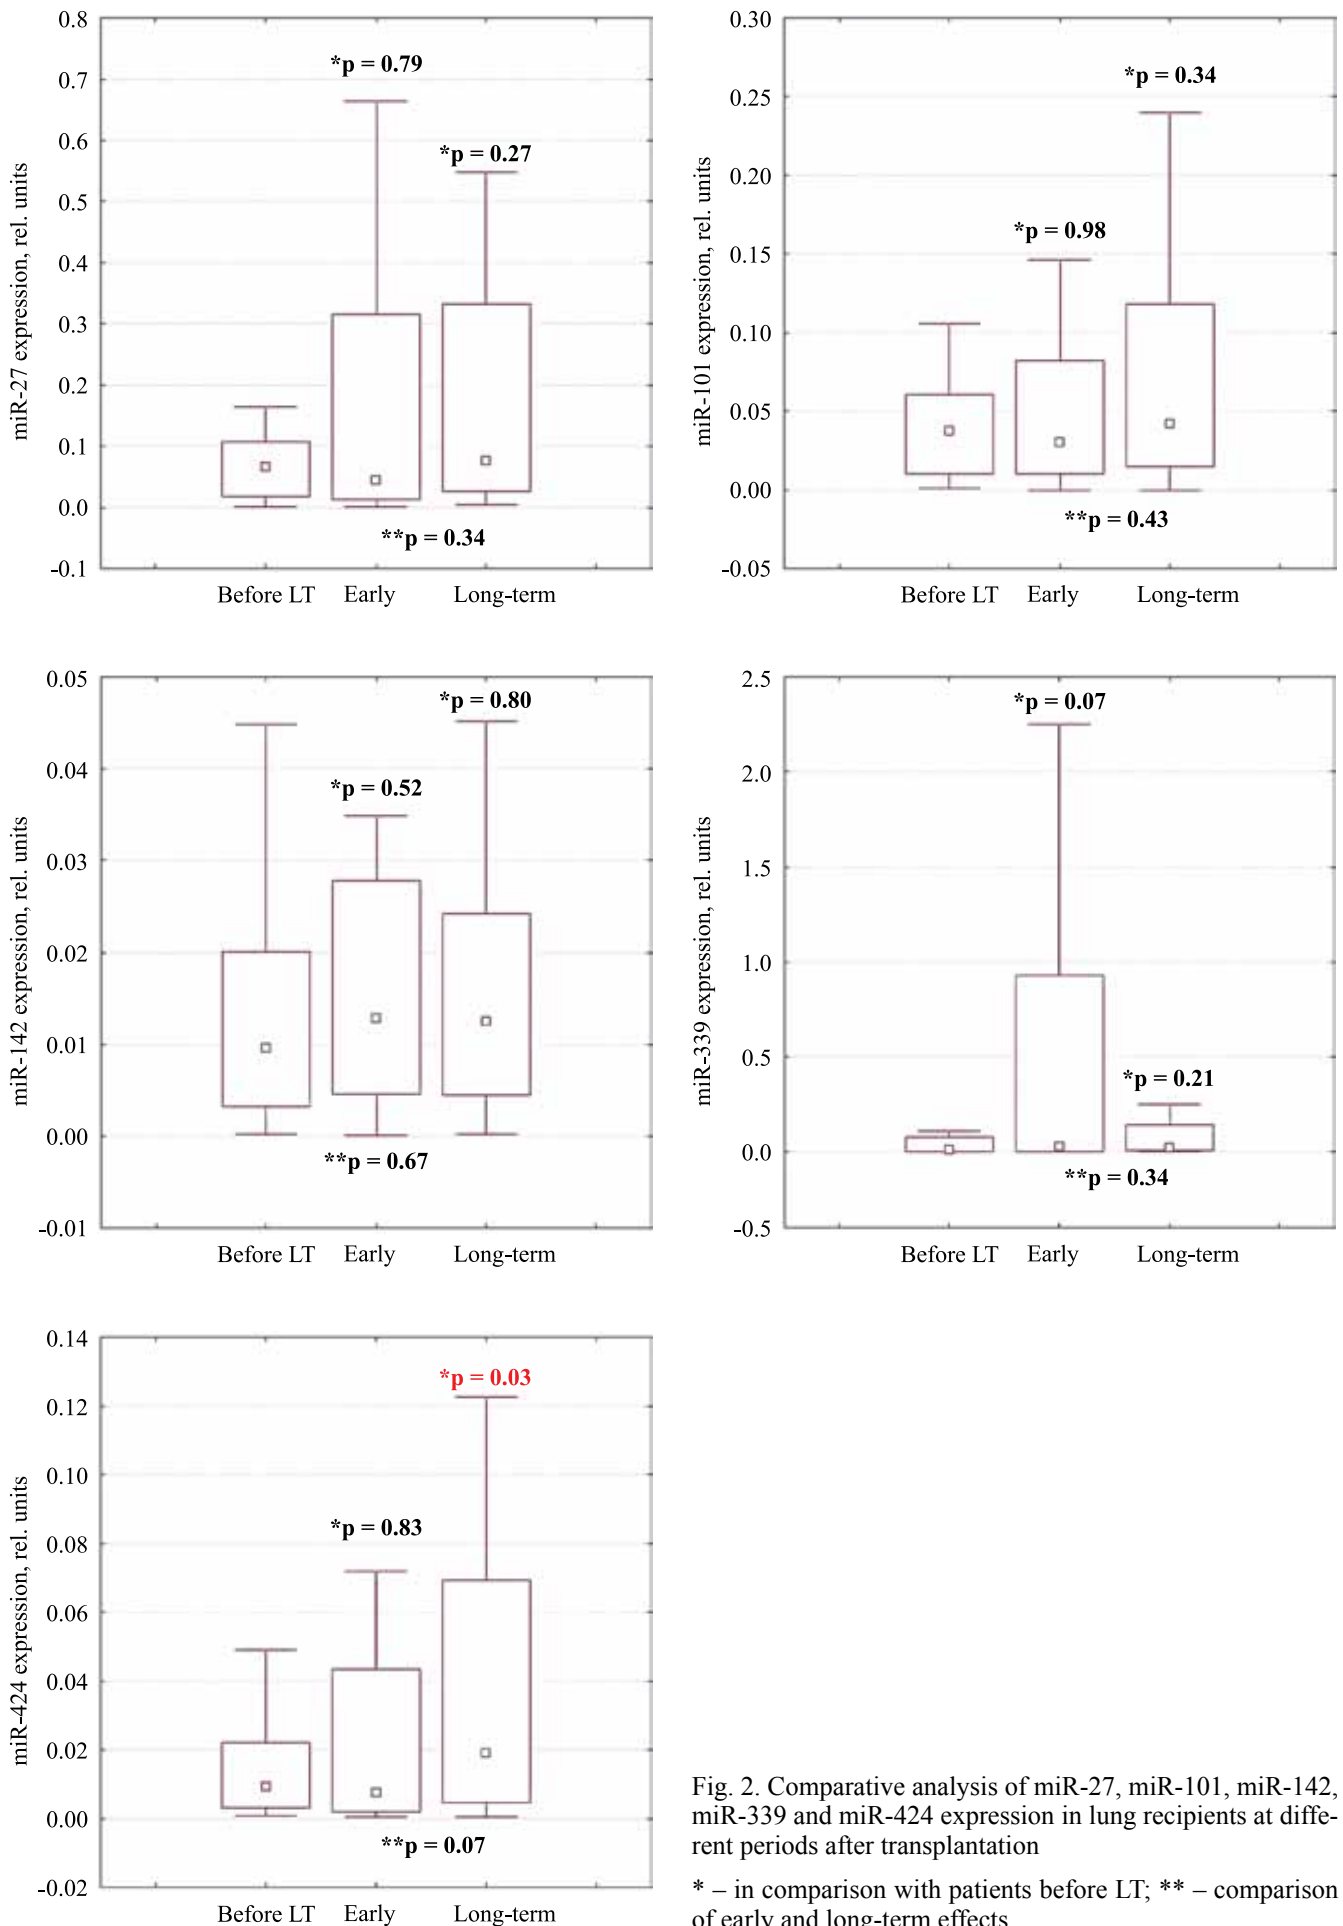 0.8
0.7
0.6
0.5
0.4
0.3
0.2
0.1
0.0
-0.1
miR-27 expression, rel. units
*p = 0.79
*p = 0.27
**p = 0.34
Before LT Early Long-term
0.30
0.25
0.20
0.15
0.10
0.05
0.00
-0.05
miR-101 expression, rel. units
*p = 0.34
*p = 0.98
**p = 0.43
Before LT Early Long-term
0.05
0.04
0.03
0.02
0.01
0.00
-0.01
miR-142 expression, rel. units
*p = 0.80
*p = 0.52
**p = 0.67
Before LT Early Long-term
2.5
2.0
1.5
1.0
0.5
0.0
-0.5
miR-339 expression, rel. units
*p = 0.07
*p = 0.21
**p = 0.34
Before LT Early Long-term
0.14
0.12
0.10
0.08
0.06
0.04
0.02
0.00
-0.02
miR-424 expression, rel. units
*p = 0.03
*p = 0.83
**p = 0.07
Before LT Early Long-term
Fig. 2. Comparative analysis of miR-27, miR-101, miR-142,
miR-339 and miR-424 expression in lung recipients at diffe-
rent periods after transplantation
* – in comparison with patients before LT; ** – comparison
of early and long-term effects